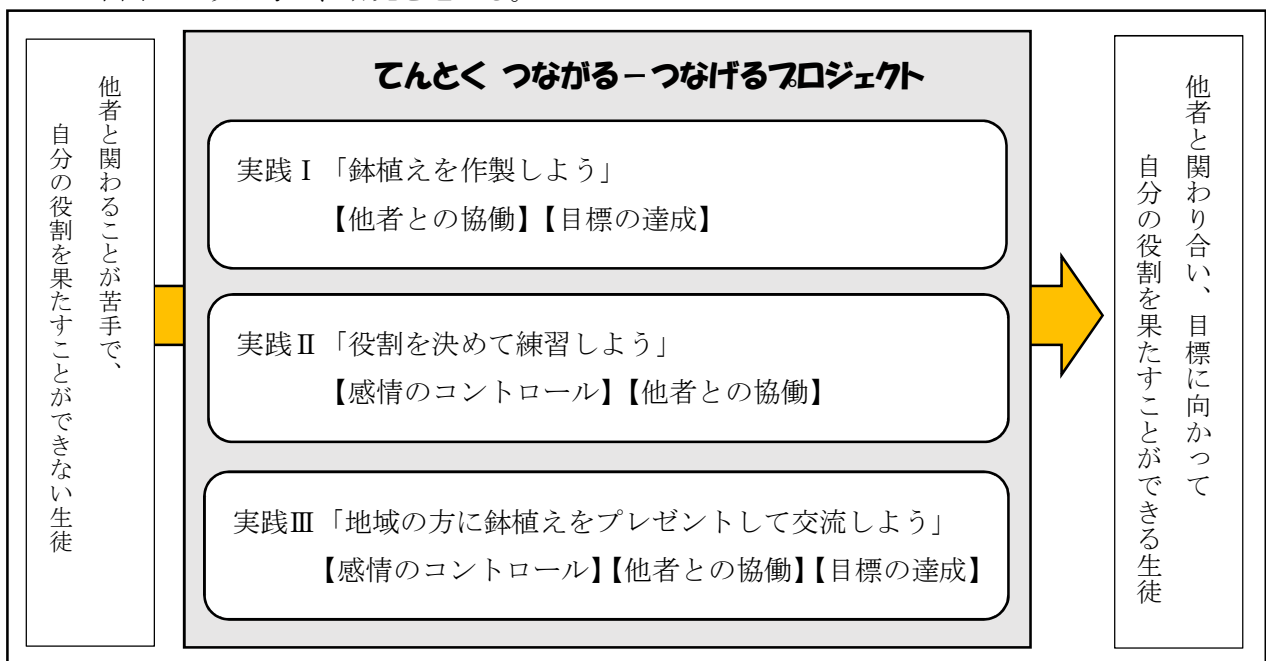 他者と関わることが苦手で、
自分の役割を果たすことができない生徒
てんとく つながる－つなげるプロジェクト
実践Ⅰ「鉢植えを作製しよう」
【他者との協働】【目標の達成】
実践Ⅱ「役割を決めて練習しよう」
【感情のコントロール】【他者との協働】
実践Ⅲ「地域の方に鉢植えをプレゼントして交流しよう」
【感情のコントロール】【他者との協働】【目標の達成】
他者と関わり合い、目標に向かって
自分の役割を果たすことができる生徒